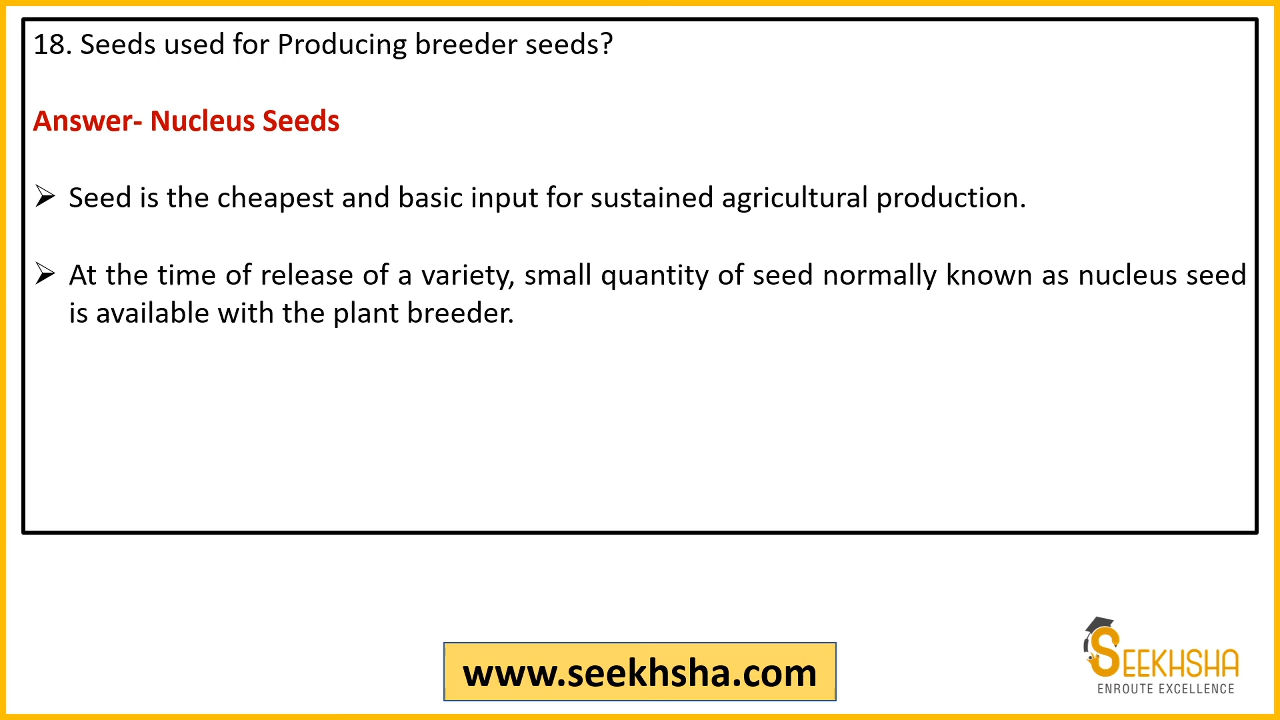 18. Seeds used for Producing breeder seeds?
Answer- Nucleus Seeds
➢ Seed is the cheapest and basic input for sustained agricultural production.
➢ At the time of release of a variety, small quantity of seed normally known as nucleus seed
is available with the plant breeder.
www.seekhsha.com
SEEKHSHA
ENROUTE EXCELLENCE